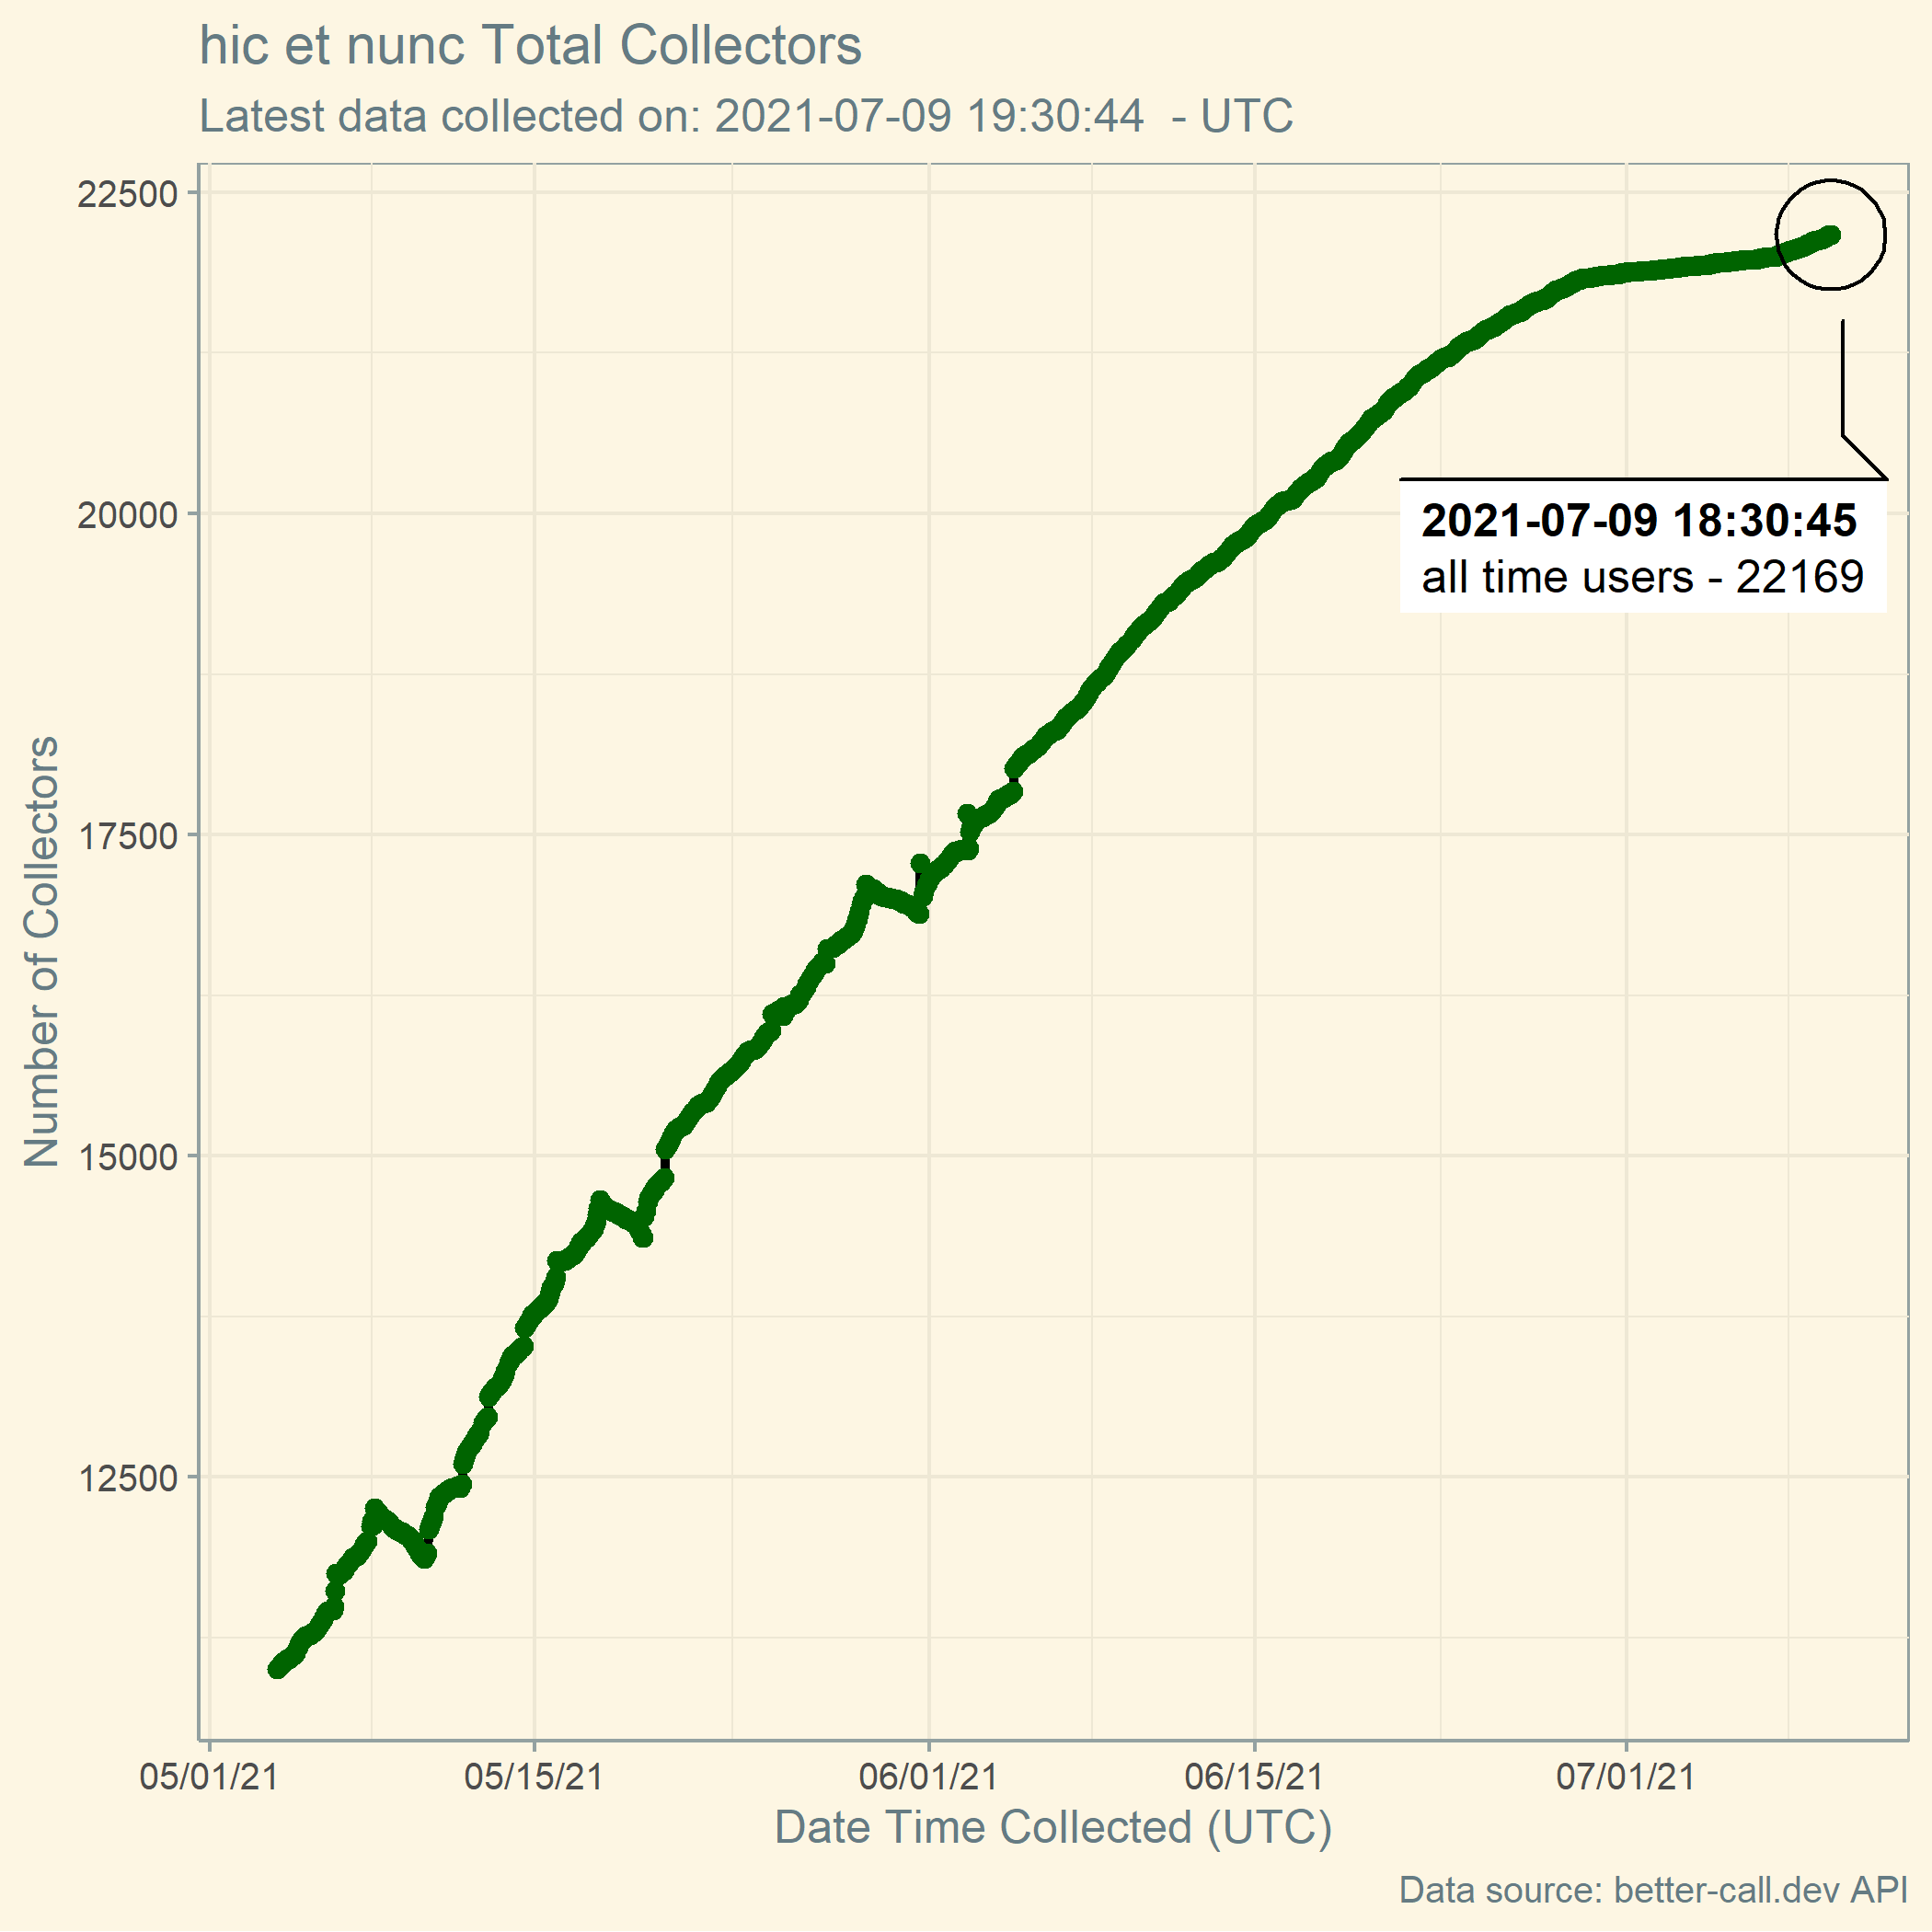 hic et nunc Total Collectors
Latest data collected on: 2021-07-09 19:30:44  - UTC
22500
20000
17500
15000
12500
Number of Collectors
2021-07-09 18:30:45
all time users - 22169
05/01/21
05/15/21
06/01/21
06/15/21
07/01/21
Date Time Collected (UTC)
Data source: better-call.dev API